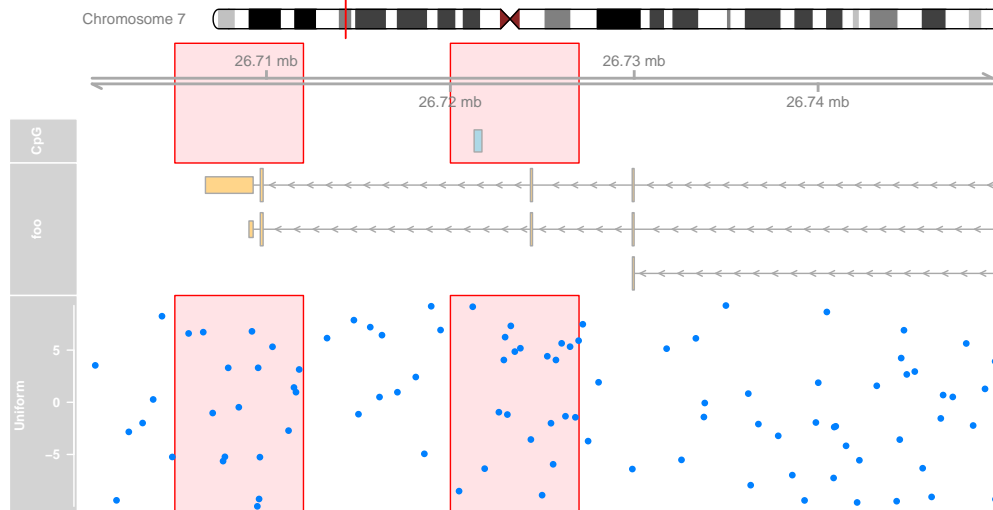 Chromosome 7
26.71 mb
26.73 mb
26.72 mb
26.74 mb
CpG
foo
Uniform
5
0
−5